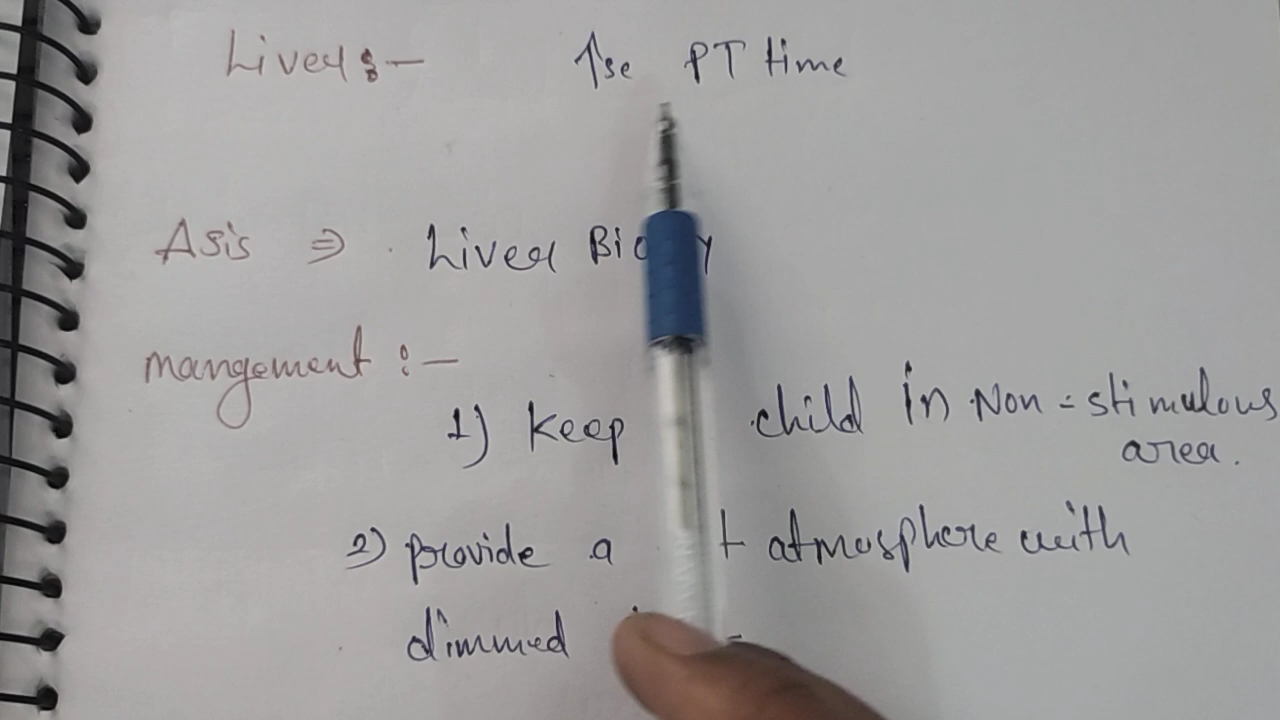 Liver :- ↑se PT time
Asis ⇒ Liver
mangement :-
1) Keep child in Non-stimulous
area.
2) provide a atmosphere with
dimmed